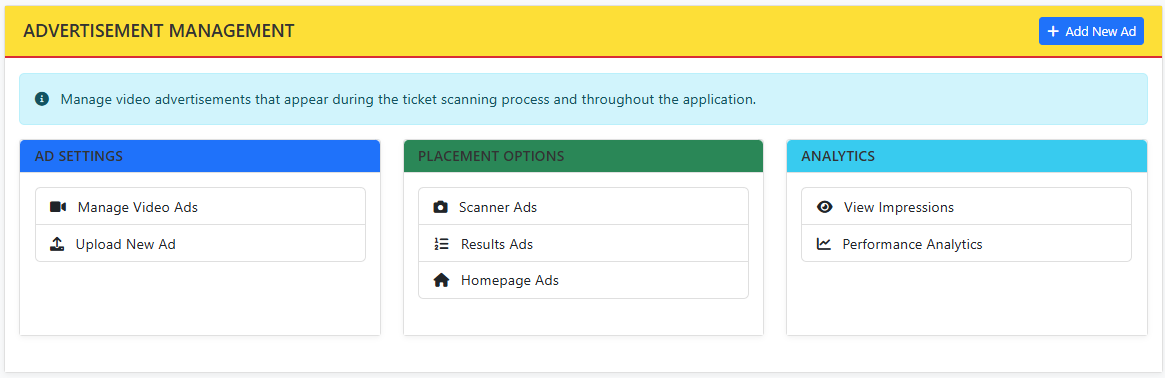 ADVERTISEMENT MANAGEMENT
Add New Ad
Manage video advertisements that appear during the ticket scanning process and throughout the application.
AD SETTINGS
Manage Video Ads
Upload New Ad
PLACEMENT OPTIONS
Scanner Ads
Results Ads
Homepage Ads
ANALYTICS
View Impressions
Performance Analytics